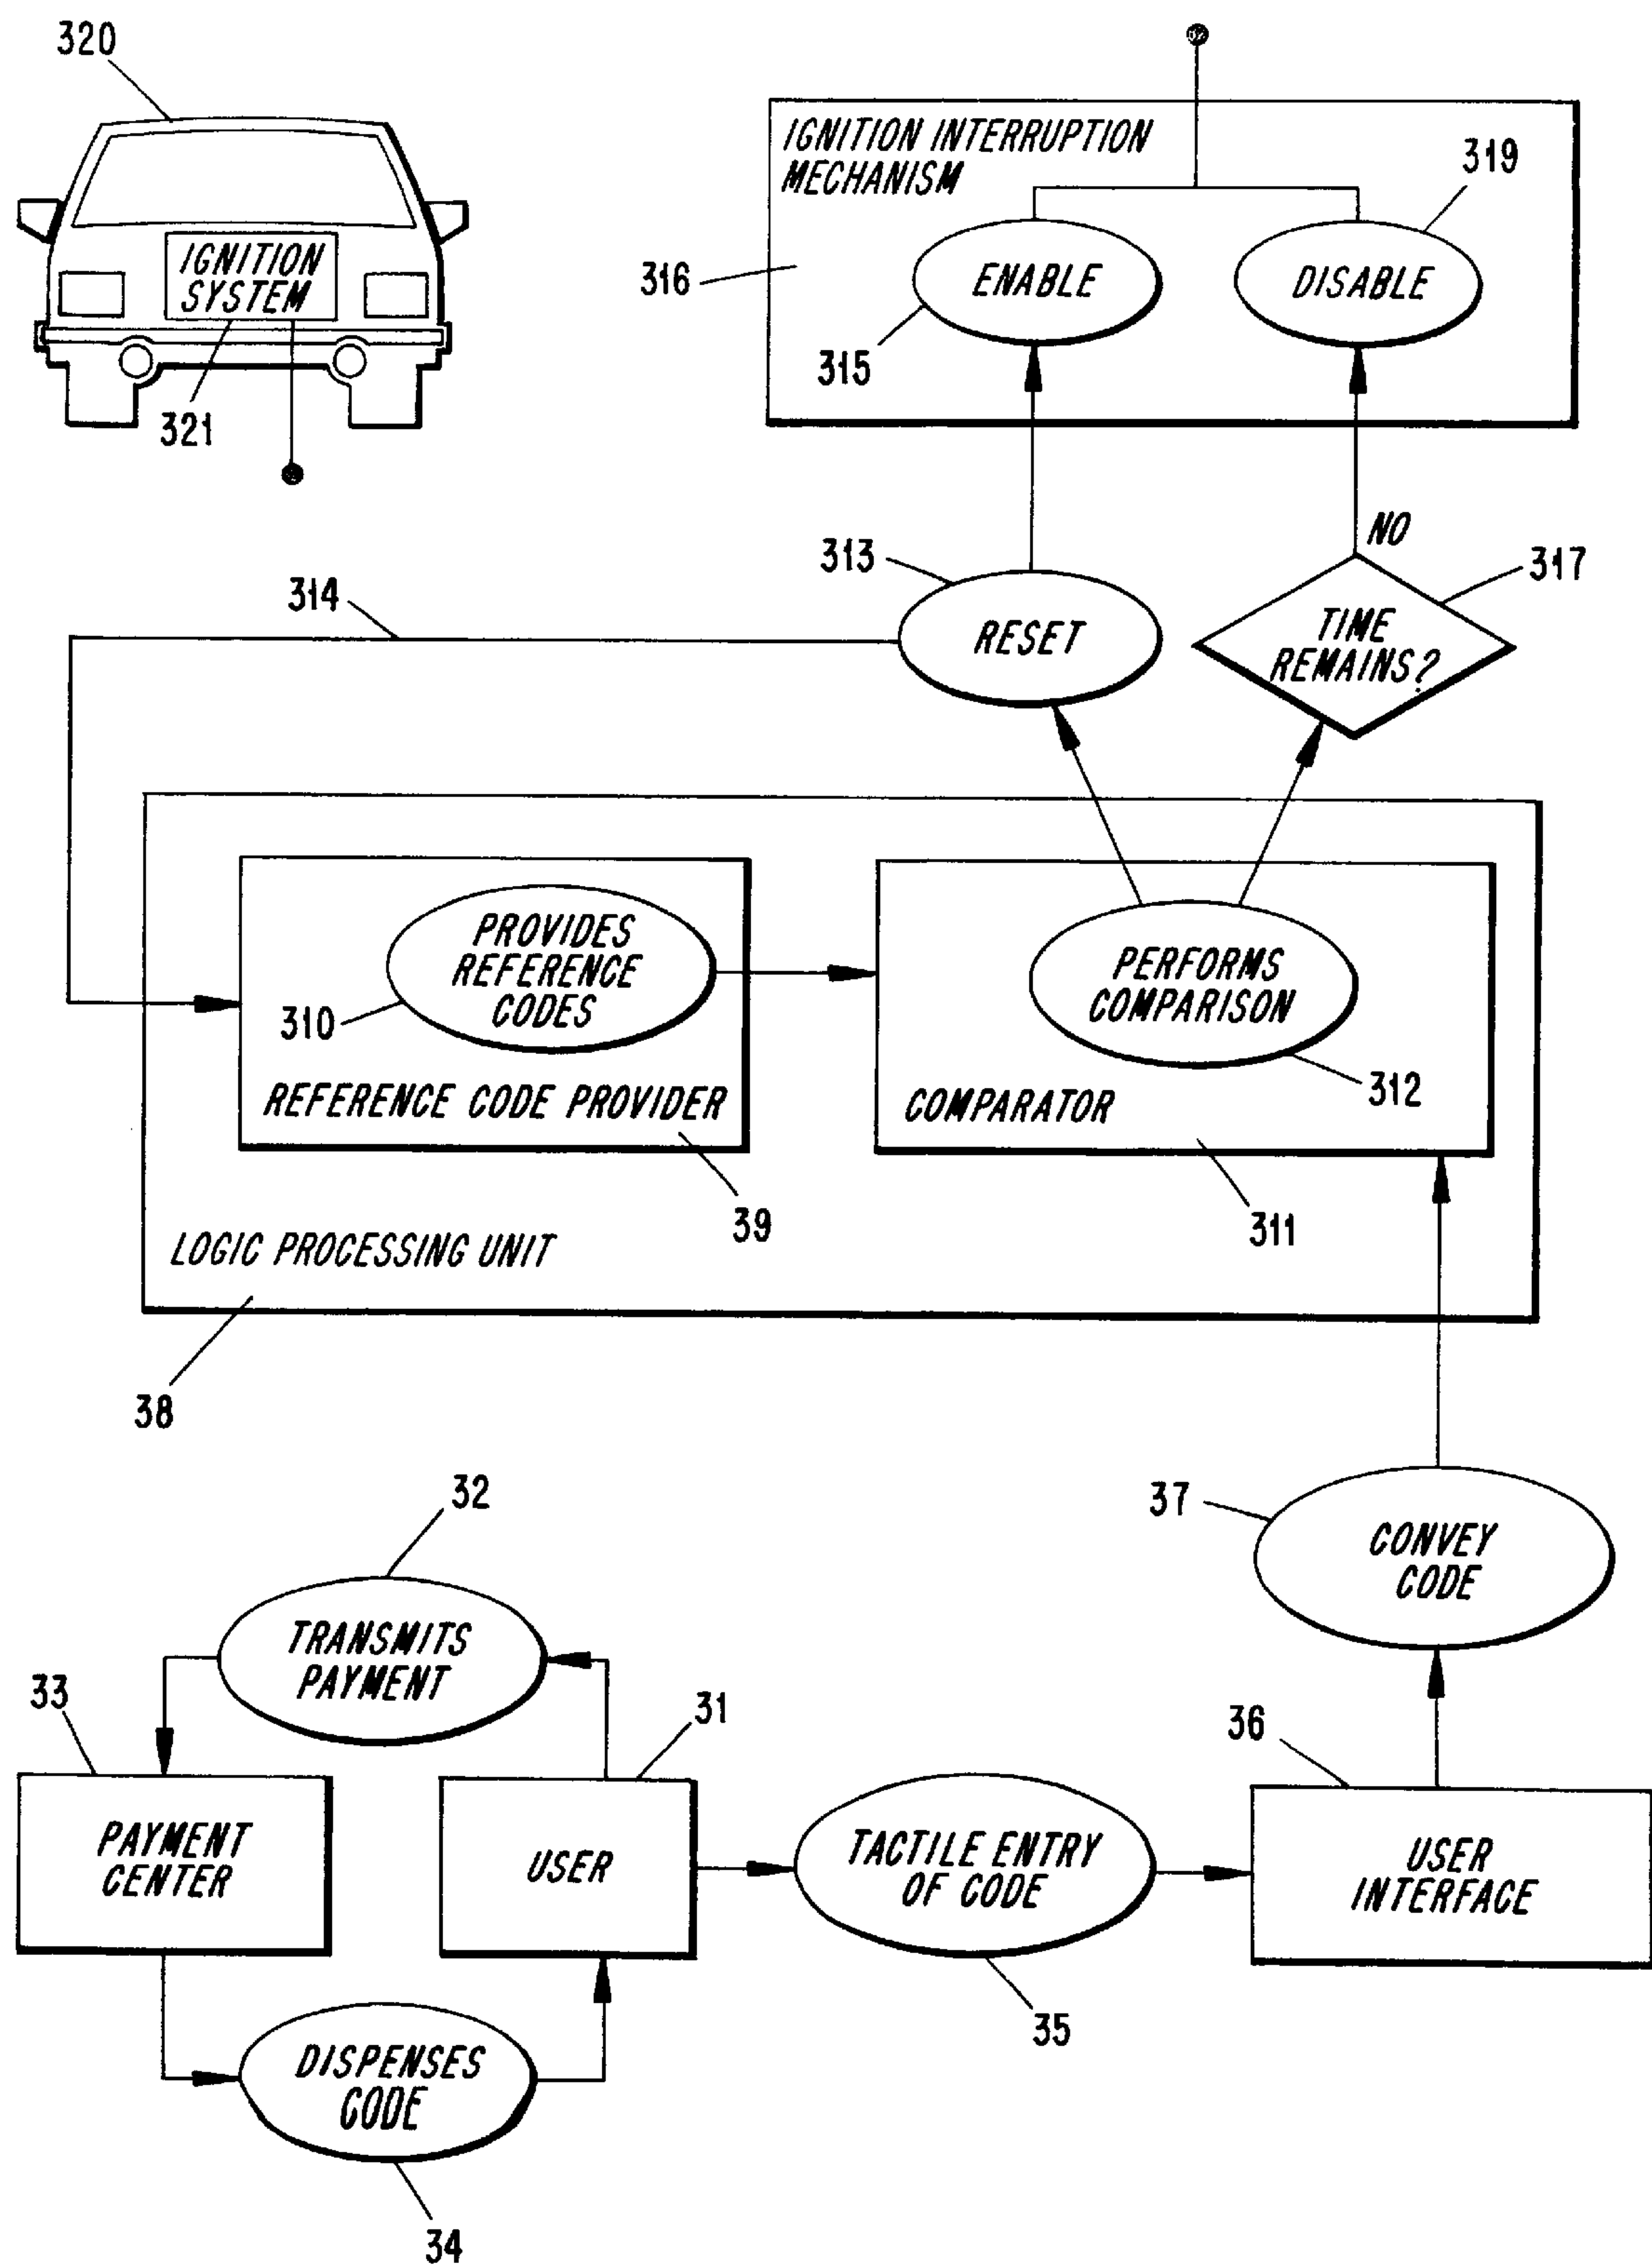 320
IGNITION
SYSTEM
321
IGNITION INTERRUPTION
MECHANISM
319
316
ENABLE
DISABLE
315
NO
313
317
314
RESET
TIME
REMAINS?
PROVIDES
REFERENCE
CODES
310
PERFORMS
COMPARISON
312
REFERENCE CODE PROVIDER
COMPARATOR
39
311
LOGIC PROCESSING UNIT
38
32
37
CONVEY
CODE
TRANSMITS
PAYMENT
33
31
36
PAYMENT
CENTER
USER
TACTILE ENTRY
OF CODE
USER
INTERFACE
35
DISPENSES
CODE
34